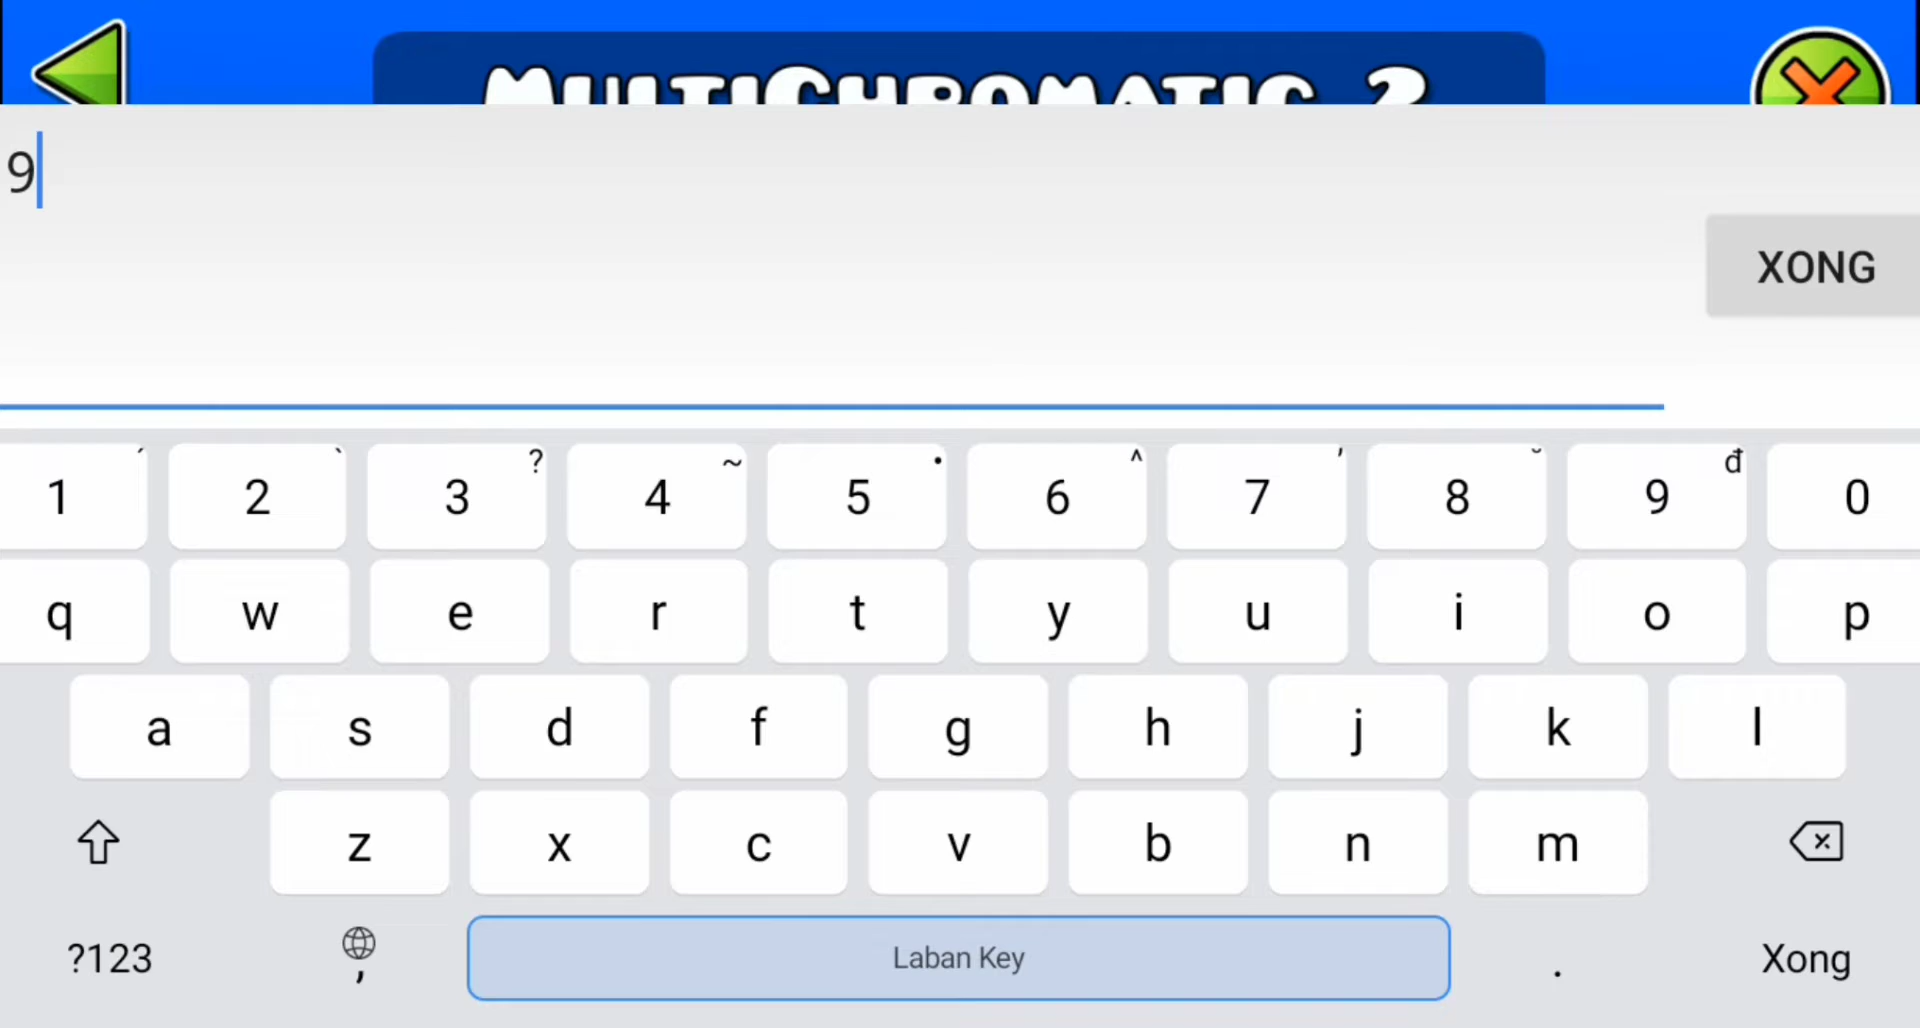 MultiChromatic 2
9
XONG
1 ´ 2 ` 3 ? 4 ~ 5 • 6 ^ 7 ʼ 8 ˘ 9 đ 0
q w e r t y u i o p
a s d f g h j k l
z x c v b n m
?123 , Laban Key . Xong